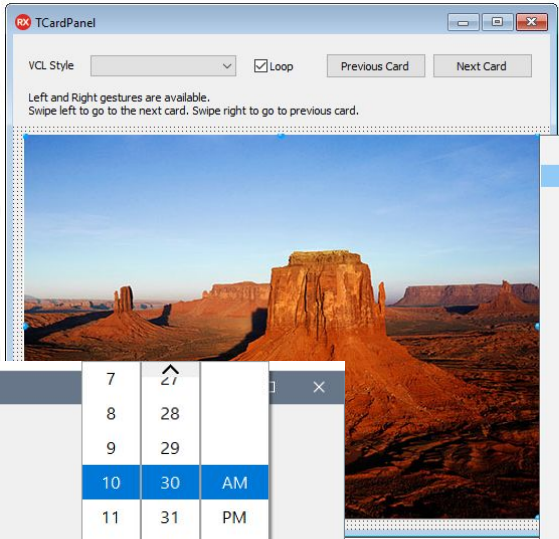 RX TCardPanel
VCL Style Loop Previous Card Next Card
Left and Right gestures are available.
Swipe left to go to the next card. Swipe right to go to previous card.
7 27
8 28
9 29
10 30 AM
11 31 PM